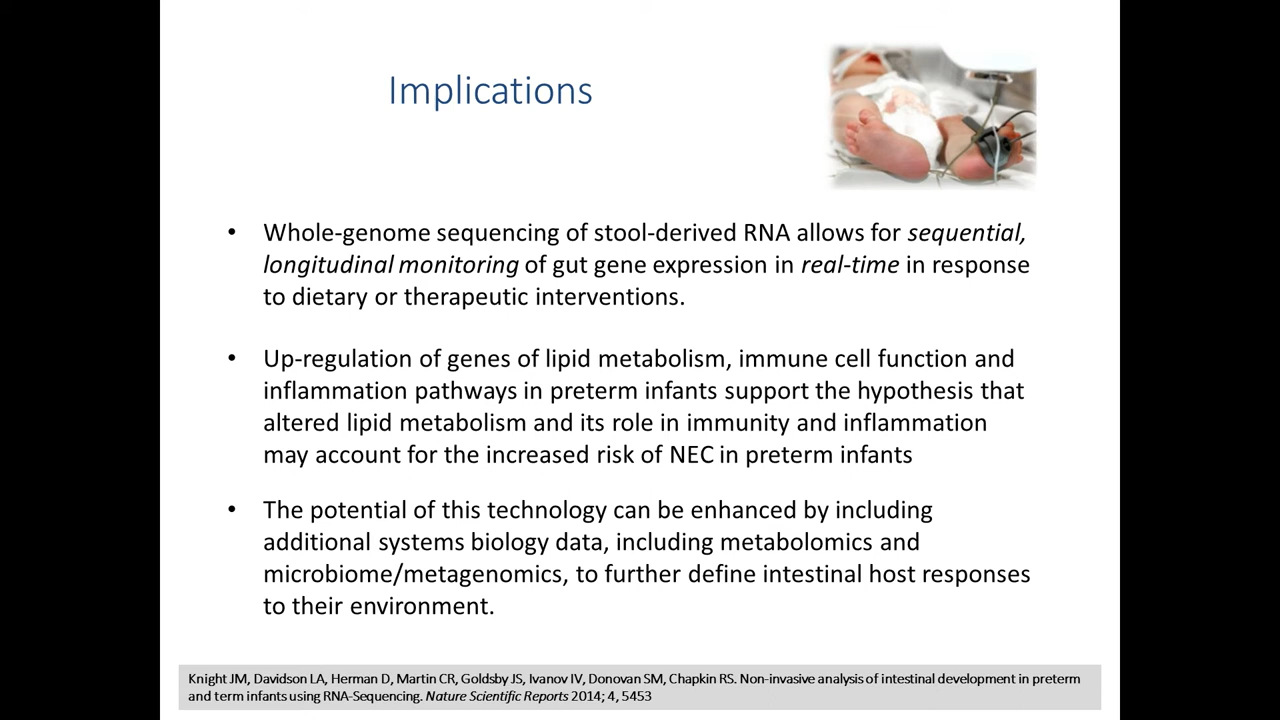 Implications
• Whole-genome sequencing of stool-derived RNA allows for sequential,
longitudinal monitoring of gut gene expression in real-time in response
to dietary or therapeutic interventions.
• Up-regulation of genes of lipid metabolism, immune cell function and
inflammation pathways in preterm infants support the hypothesis that
altered lipid metabolism and its role in immunity and inflammation
may account for the increased risk of NEC in preterm infants
• The potential of this technology can be enhanced by including
additional systems biology data, including metabolomics and
microbiome/metagenomics, to further define intestinal host responses
to their environment.
Knight JM, Davidson LA, Herman D, Martin CR, Goldsby JS, Ivanov IV, Donovan SM, Chapkin RS. Non-invasive analysis of intestinal development in preterm
and term infants using RNA-Sequencing. Nature Scientific Reports 2014; 4, 5453